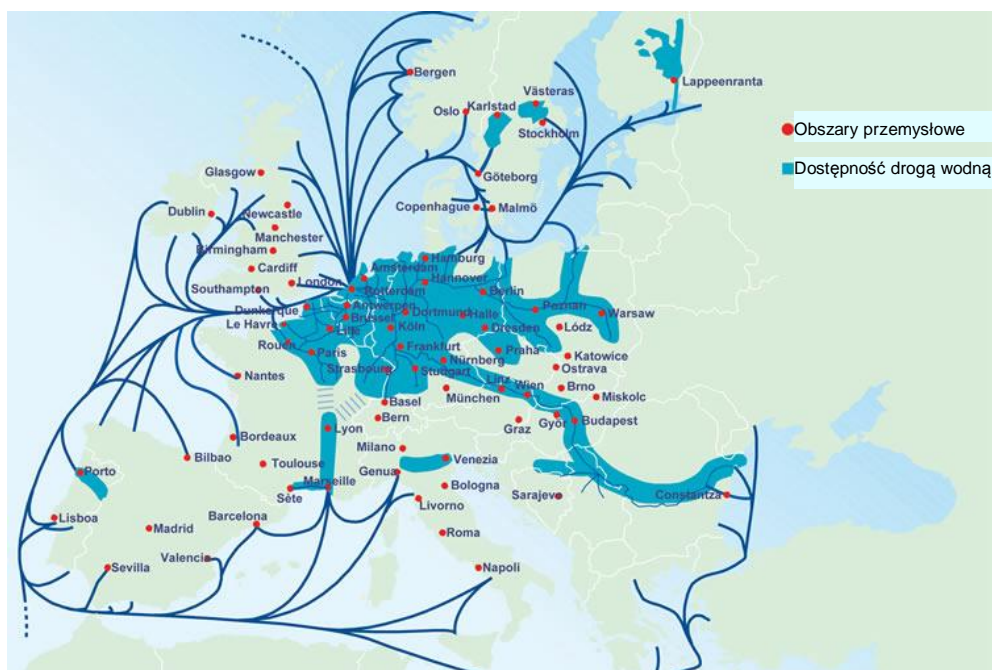 Bergen
Lappeenranta
Västeras
Karlstad
Oslo
Stockholm
Obszary przemysłowe
Dostępność drogą wodną
Glasgow
Göteborg
Newcastle
Copenhague
Malmö
Dublin
Manchester
Birmingham
Hamburg
Cardiff
Amsterdam
London
Hannover
Southampton
Rotterdam
Berlin
Dunkerque
Antwerpen
Dortmund
Halle
Poznan
Warsaw
Brussel
Le Havre
Lille
Köln
Dresden
Lódz
Rouen
Paris
Frankfurt
Praha
Katowice
Nürnberg
Ostrava
Strasbourg
Stuttgart
Nantes
Linz
Wien
Brno
Basel
München
Miskolc
Bern
Graz
Györ
Budapest
Lyon
Bordeaux
Milano
Bilbao
Toulouse
Genua
Venezia
Porto
Marseille
Bologna
Sète
Sarajevo
Constantza
Livorno
Lisboa
Madrid
Barcelona
Roma
Valencia
Sevilla
Napoli